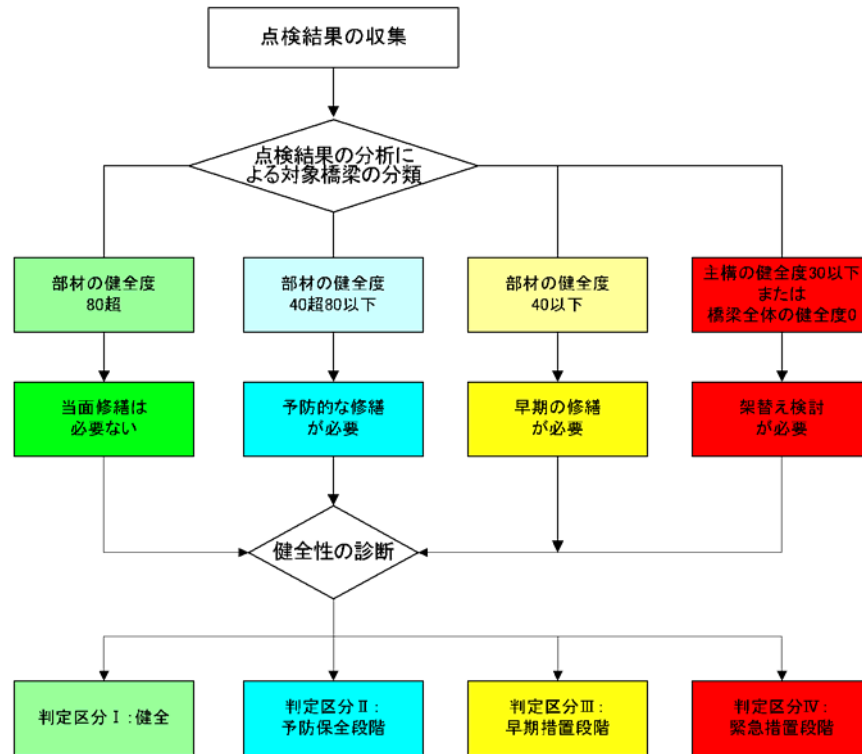 点検結果の収集
点検結果の分析に
よる対象橋梁の分類
部材の健全度
80超
部材の健全度
40超80以下
部材の健全度
40以下
主構の健全度30以下
または
橋梁全体の健全度0
当面修繕は
必要ない
予防的な修繕
が必要
早期の修繕
が必要
架替え検討
が必要
健全性の診断
判定区分Ⅰ:健全
判定区分Ⅱ:
予防保全段階
判定区分Ⅲ:
早期措置段階
判定区分Ⅳ:
緊急措置段階